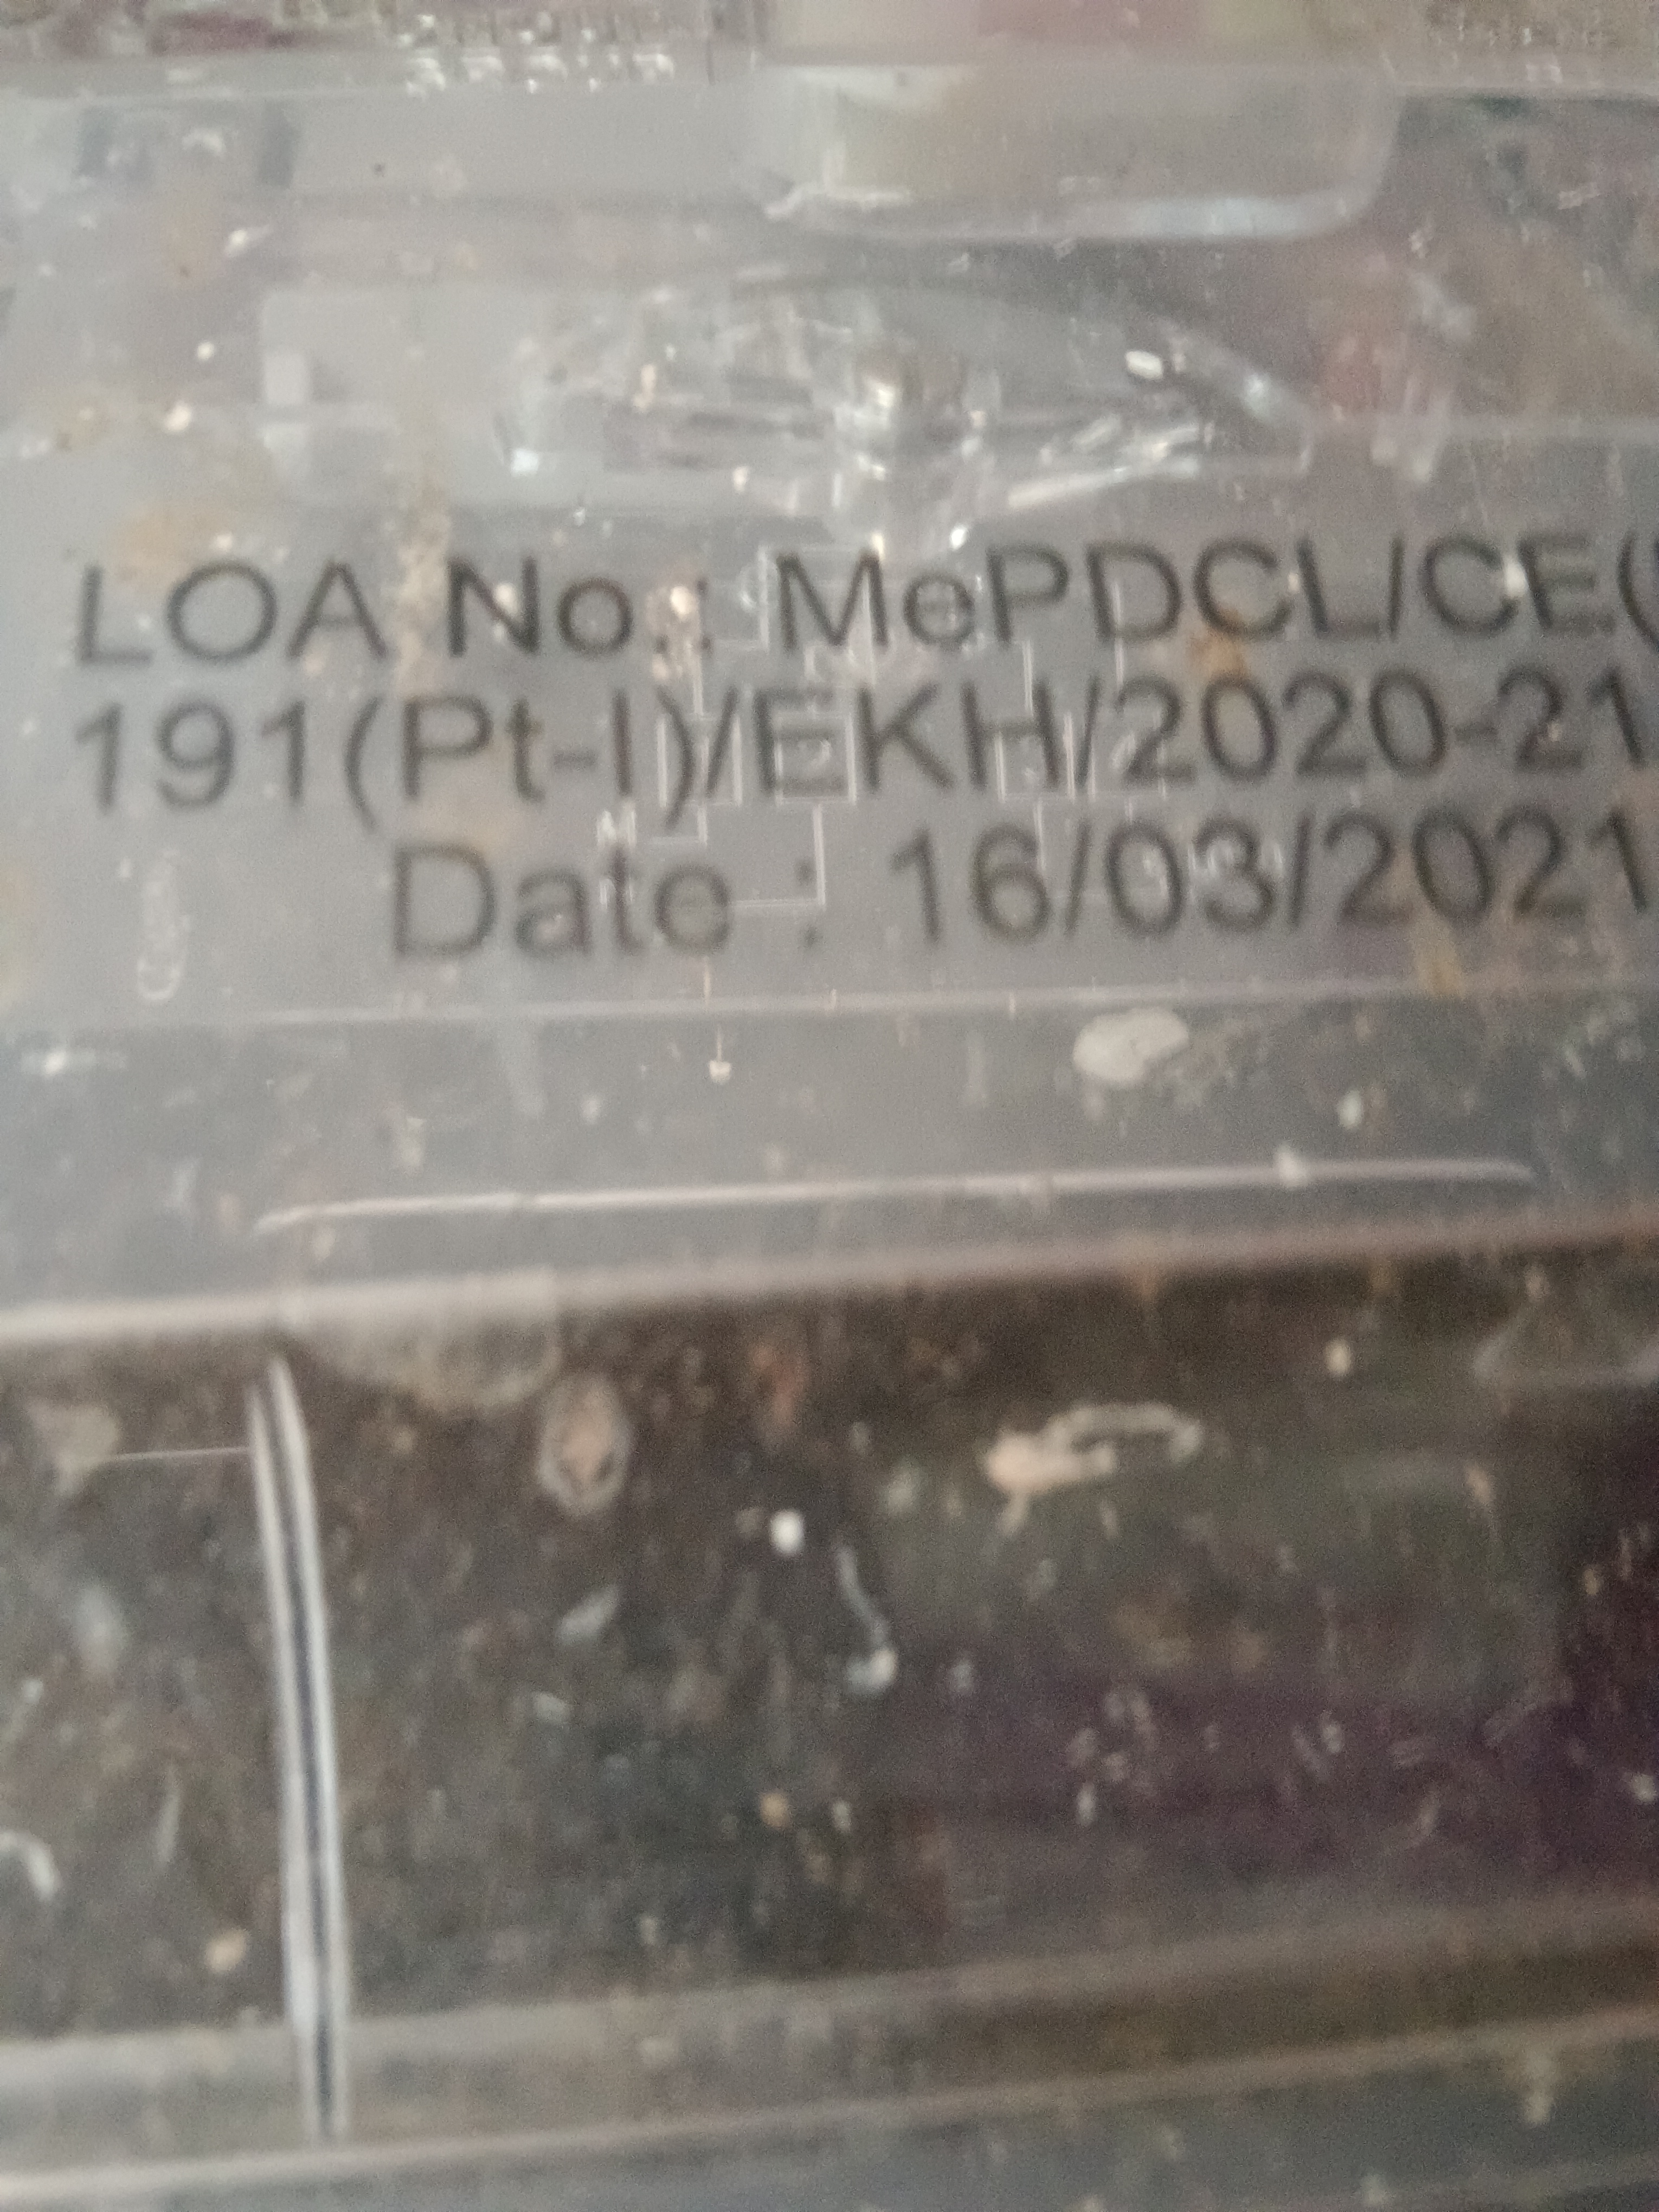 LOA No.: MePDCL/CE(
191(Pt-I)/EKH/2020-21
Date : 16/03/2021